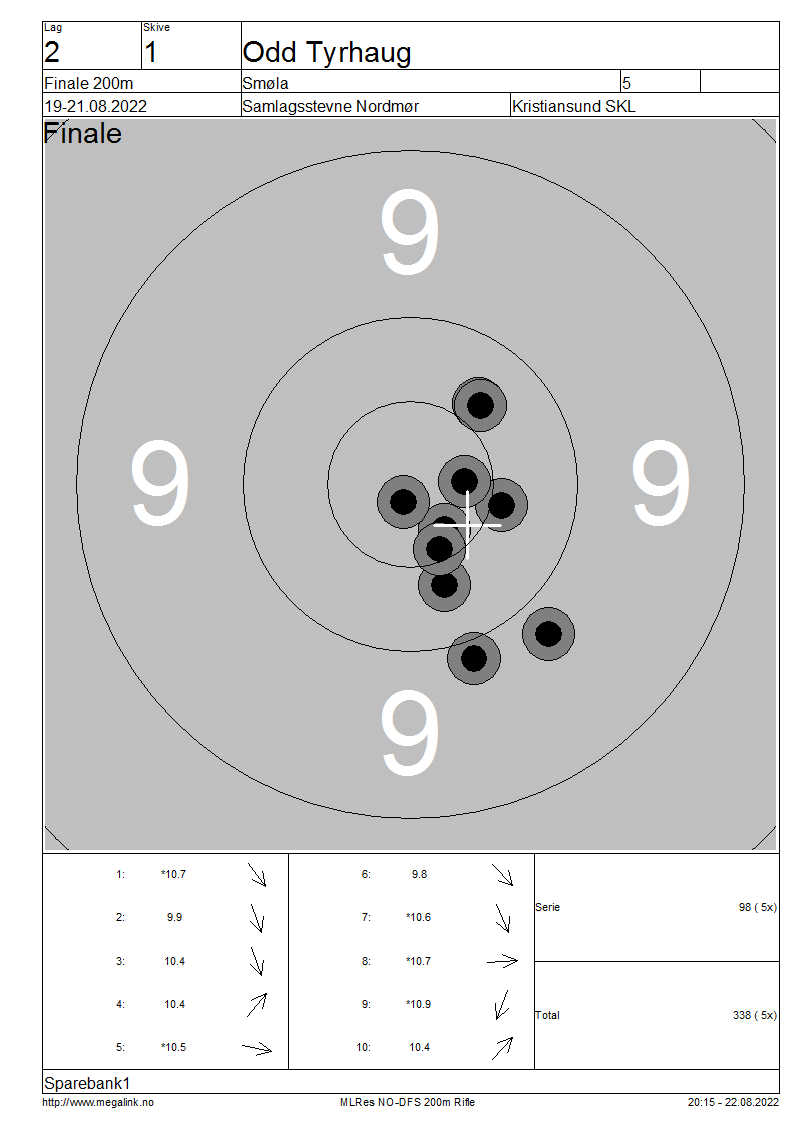 Lag Skive
2 1 Odd Tyrhaug
Finale 200m Smøla 5
19-21.08.2022 Samlagsstevne Nordmør Kristiansund SKL
Finale
9
9 9
9
1: *10.7 6: 9.8
Serie 98 ( 5x)
2: 9.9 7: *10.6
3: 10.4 8: *10.7
4: 10.4 9: *10.9
Total 338 ( 5x)
5: *10.5 10: 10.4
Sparebank1
http://www.megalink.no MLRes NO-DFS 200m Rifle 20:15 - 22.08.2022